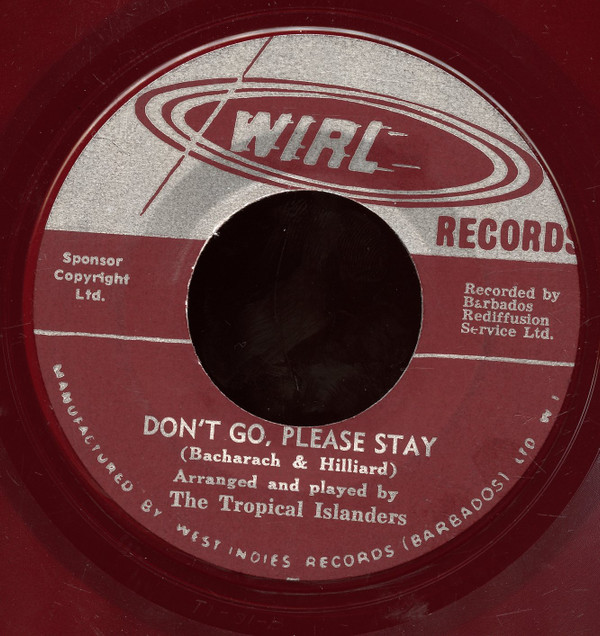 WIRL
RECORDS
Sponsor
Copyright
Ltd.
Recorded by
Barbados
Rediffusion
Service Ltd.
DON'T GO, PLEASE STAY
(Bacharach & Hilliard)
Arranged and played by
The Tropical Islanders
MANUFACTURED BY WEST INDIES RECORDS (BARBADOS) LTD W I